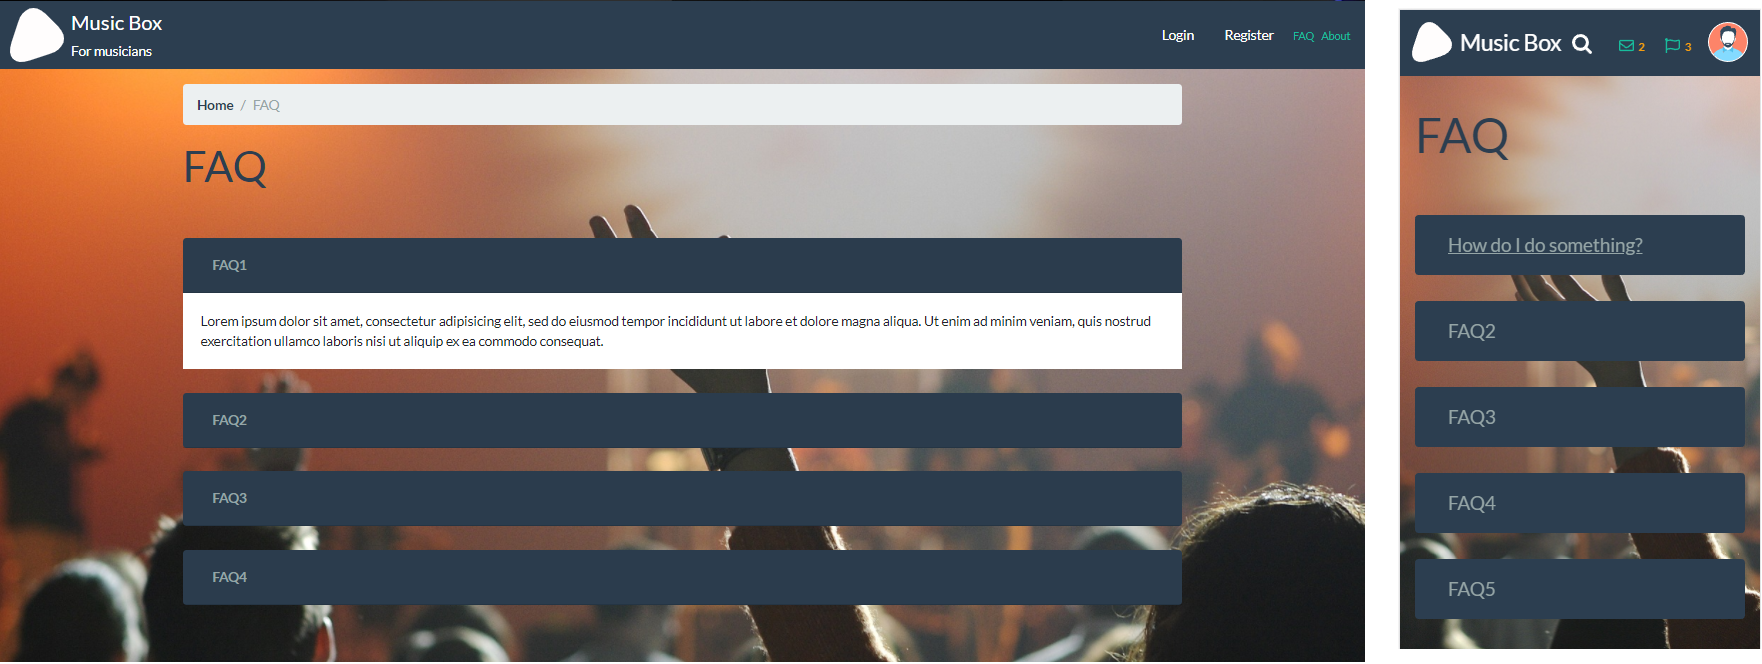 Music Box
For musicians
Login Register FAQ About
Home / FAQ
FAQ
FAQ1
Lorem ipsum dolor sit amet, consectetur adipisicing elit, sed do eiusmod tempor incididunt ut labore et dolore magna aliqua. Ut enim ad minim veniam, quis nostrud
exercitation ullamco laboris nisi ut aliquip ex ea commodo consequat.
FAQ2
FAQ3
FAQ4
Music Box 2 3
FAQ
How do I do something?
FAQ2
FAQ3
FAQ4
FAQ5